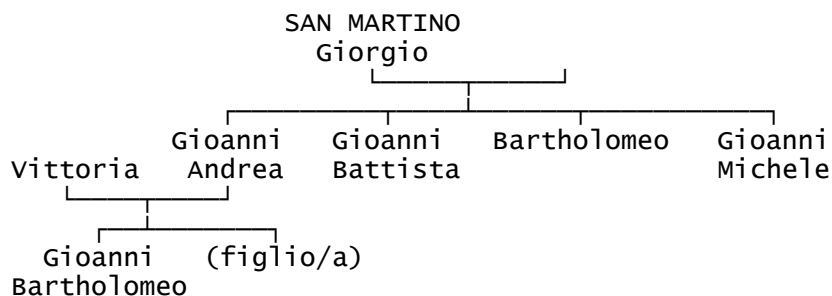 SAN MARTINO
Giorgio
Gioanni Gioanni Bartholomeo Gioanni
Vittoria Andrea Battista Michele
Gioanni (figlio/a)
Bartholomeo